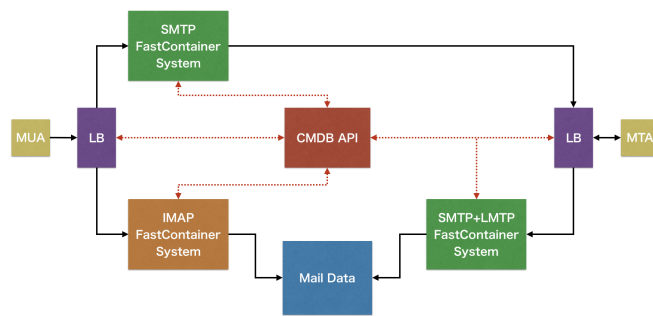 SMTP
FastContainer
System
MUA
LB
CMDB API
LB
MTA
IMAP
FastContainer
System
SMTP+LMTP
FastContainer
System
Mail Data